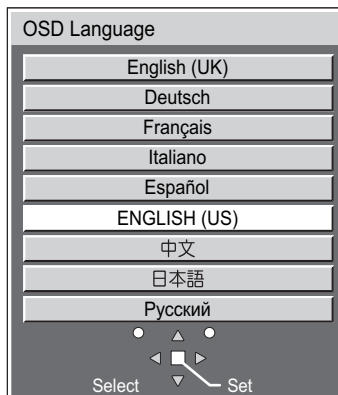 OSD Language
English (UK)
Deutsch
Français
Italiano
Español
ENGLISH (US)
中文
日本語
Русский
Select Set